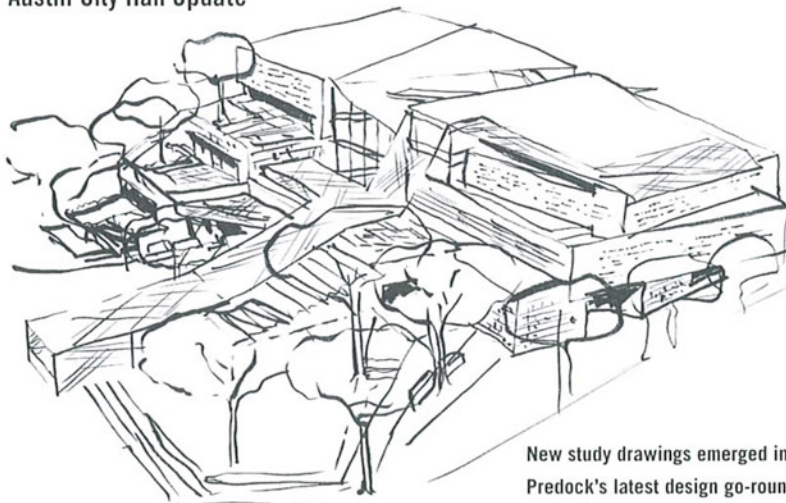 Austin City Hall Update
New study drawings emerged in
Predock's latest design go-roun